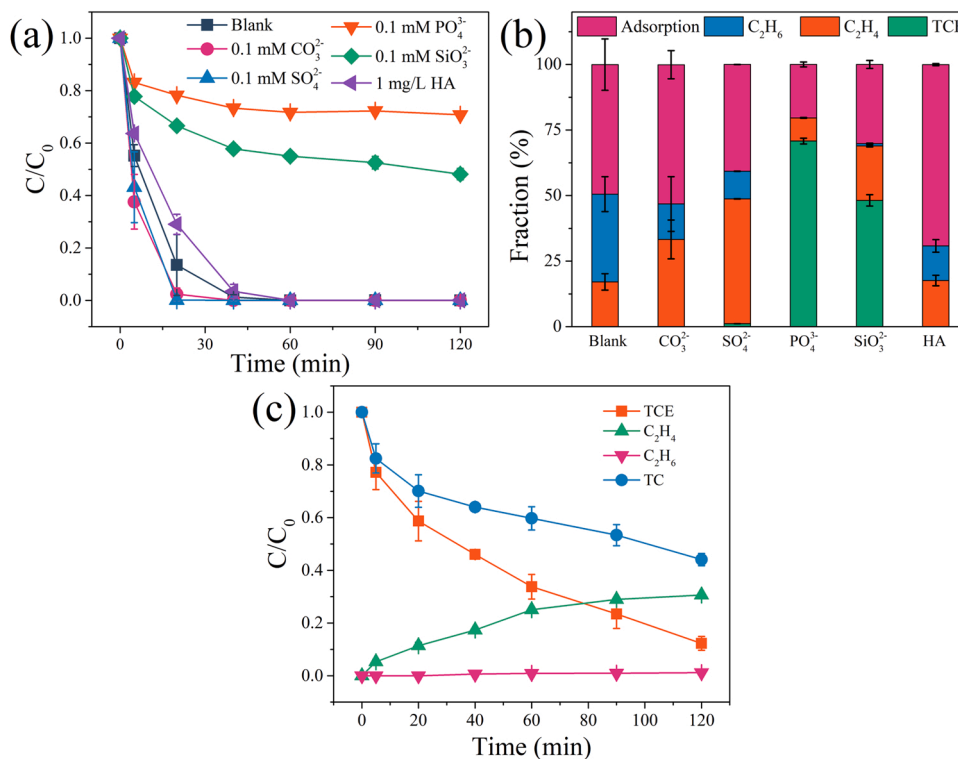 (a)
Blank
0.1 mM CO₃²⁻
0.1 mM SO₄²⁻
0.1 mM PO₄³⁻
0.1 mM SiO₃²⁻
1 mg/L HA
1.0
0.8
0.6
0.4
0.2
0.0
C/C₀
0 30 60 90 120
Time (min)
(b)
Adsorption C₂H₆ C₂H₄ TCE
100
75
50
25
0
Fraction (%)
Blank CO₃²⁻ SO₄²⁻ PO₄³⁻ SiO₃²⁻ HA
(c)
TCE
C₂H₄
C₂H₆
TC
1.0
0.8
0.6
0.4
0.2
0.0
C/C₀
0 20 40 60 80 100 120
Time (min)